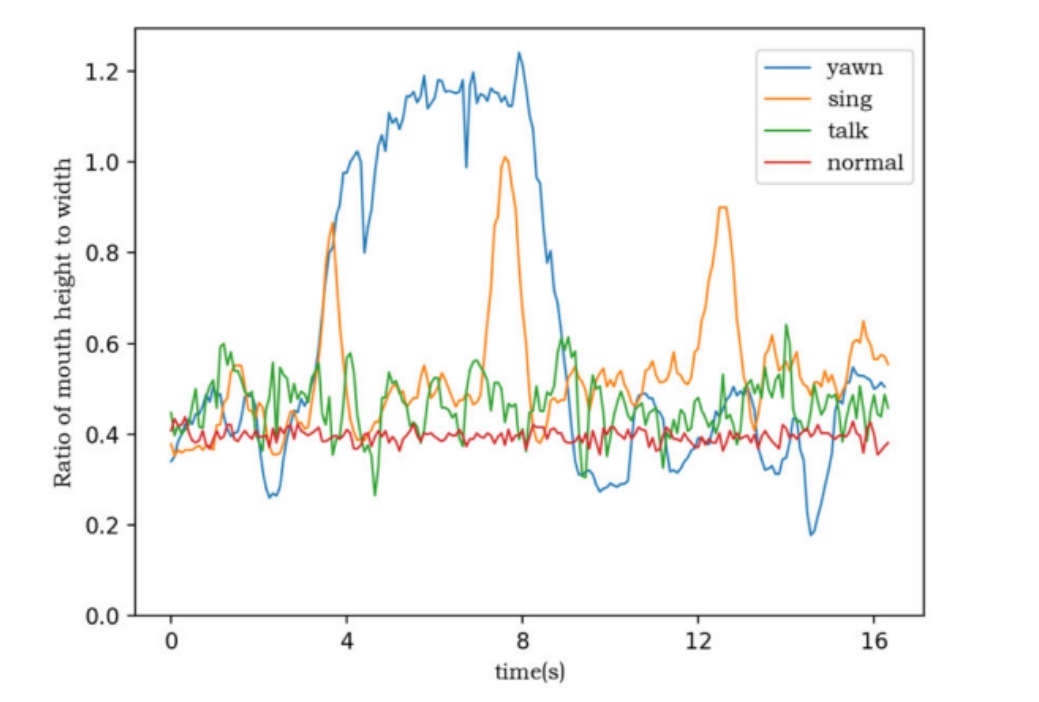 1.2
1.0
0.8
0.6
0.4
0.2
0.0
Ratio of mouth height to width
yawn
sing
talk
normal
0 4 8 12 16
time(s)